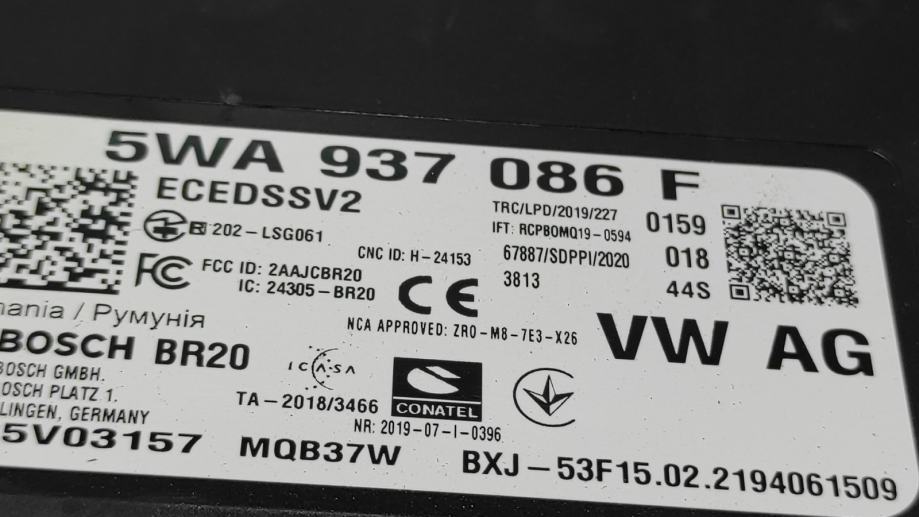 5WA 937 086 F
ECEDSSV2
202-LSG061
CNC ID: H-24153
TRC/LPD/2019/227
IFT: RCPBOMQ19-0594
67887/SDPPI/2020
3813
0159
018
44S
FC
FCC ID: 2AAJCBR20
IC: 24305-BR20
CE
NCA APPROVED: ZR0-M8-7E3-X26
VW AG
/ Румунія
BOSCH BR20
BOSCH GMBH.
PLATZ 1.
GERMANY
ICASA
TA-2018/3466
CONATEL
NR: 2019-07-I-0396
5V03157
MQB37W
BXJ-53F15.02.2194061509